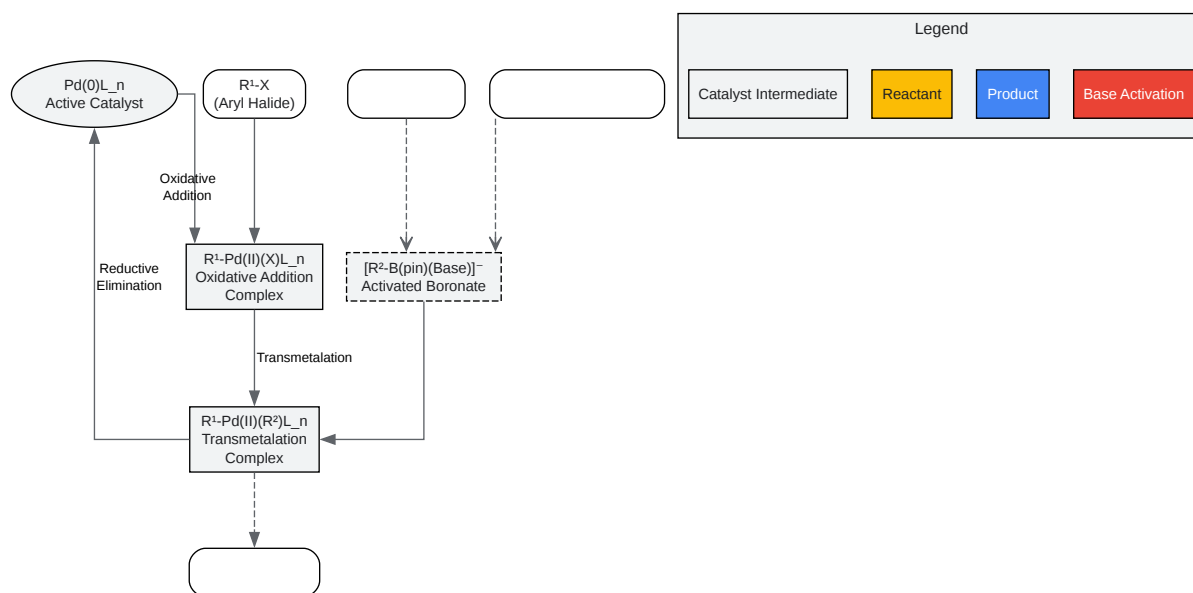 Legend
Catalyst Intermediate
Reactant
Product
Base Activation
Pd(0)L_n
Active Catalyst
R¹-X
(Aryl Halide)
Oxidative
Addition
R¹-Pd(II)(X)L_n
Oxidative Addition
Complex
[R²-B(pin)(Base)]⁻
Activated Boronate
Reductive
Elimination
Transmetalation
R¹-Pd(II)(R²)L_n
Transmetalation
Complex